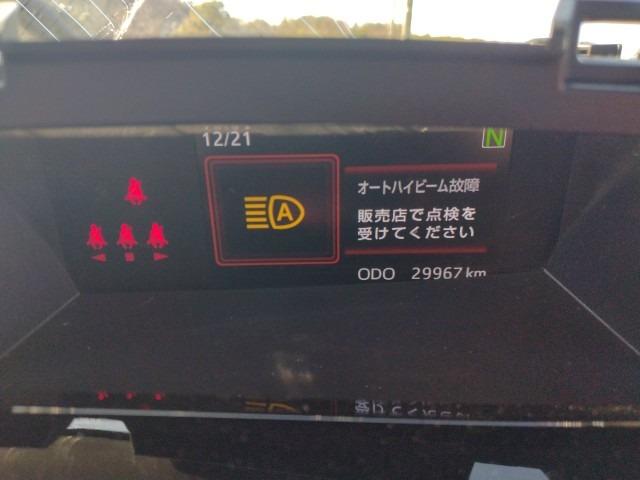 12/21
N
A
オートハイビーム故障
販売店で点検を
受けてください
ODO 29967 km